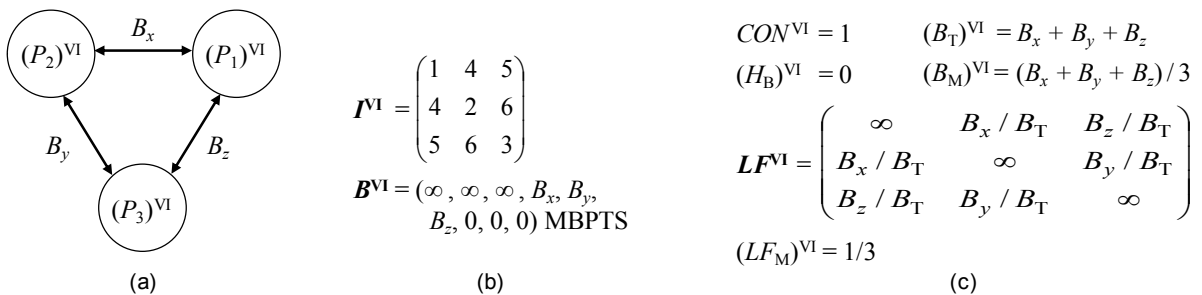 B_x
(P_2)^VI
(P_1)^VI
B_y
B_z
(P_3)^VI
(a)
I^VI = ( 1 4 5
4 2 6
5 6 3 )
B^VI = (∞ , ∞ , ∞ , B_x, B_y,
B_z, 0, 0, 0) MBPTS
(b)
CON^VI = 1 (B_T)^VI = B_x + B_y + B_z
(H_B)^VI = 0 (B_M)^VI = (B_x + B_y + B_z) / 3
LF^VI = ( ∞ B_x / B_T B_z / B_T
B_x / B_T ∞ B_y / B_T
B_z / B_T B_y / B_T ∞ )
(LF_M)^VI = 1/3
(c)